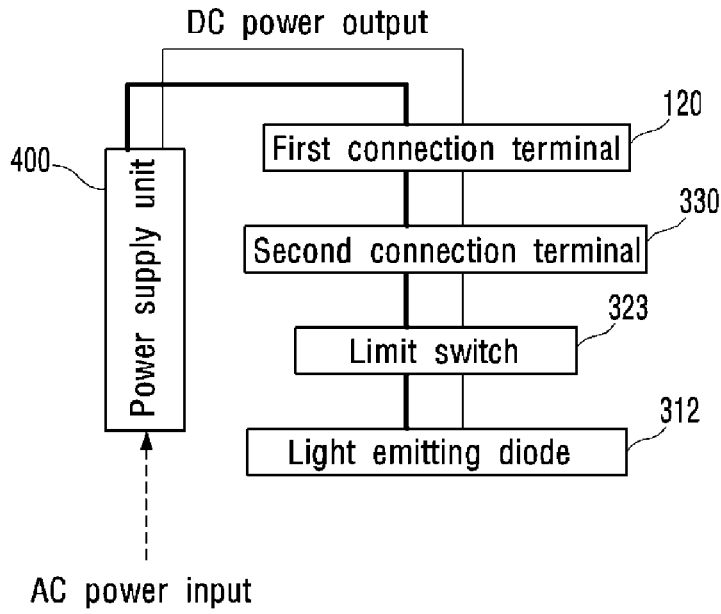 DC power output
120
First connection terminal
400
Power supply unit
330
Second connection terminal
323
Limit switch
312
Light emitting diode
AC power input